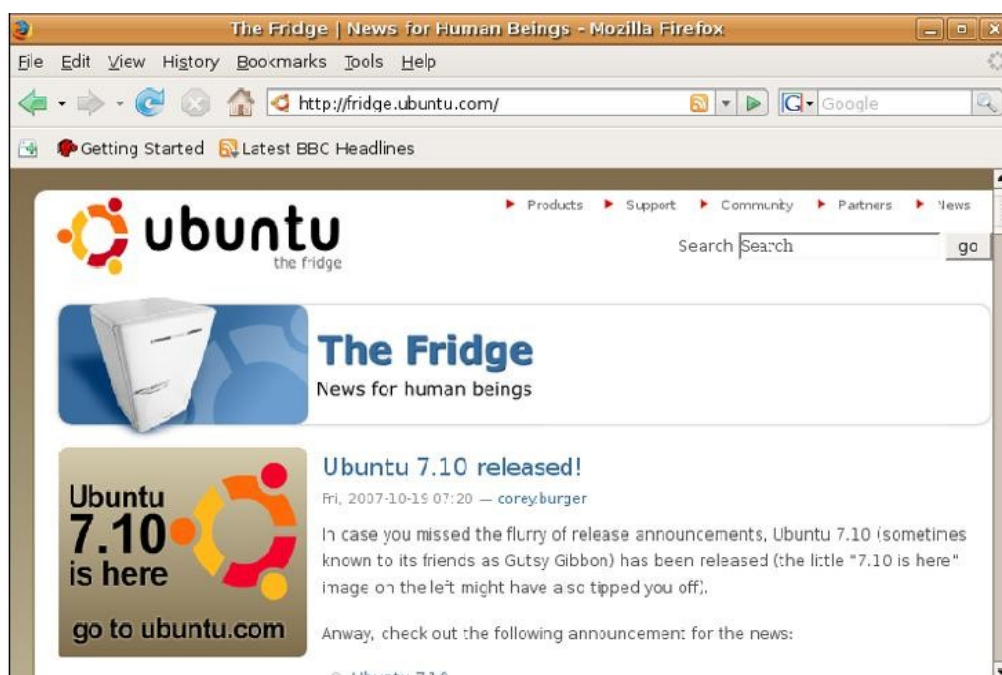 The Fridge | News for Human Beings - Mozilla Firefox
File Edit View History Bookmarks Tools Help
http://fridge.ubuntu.com/ G Google
Getting Started Latest BBC Headlines
Products Support Community Partners News
ubuntu
the fridge
Search Search go
The Fridge
News for human beings
Ubuntu
7.10
is here
go to ubuntu.com
Ubuntu 7.10 released!
Fri, 2007-10-19 07:20 — corey.burger
In case you missed the flurry of release announcements, Ubuntu 7.10 (sometimes
known to its friends as Gutsy Gibbon) has been released (the little "7.10 is here"
image on the left might have also tipped you off).
Anway, check out the following announcement for the news: